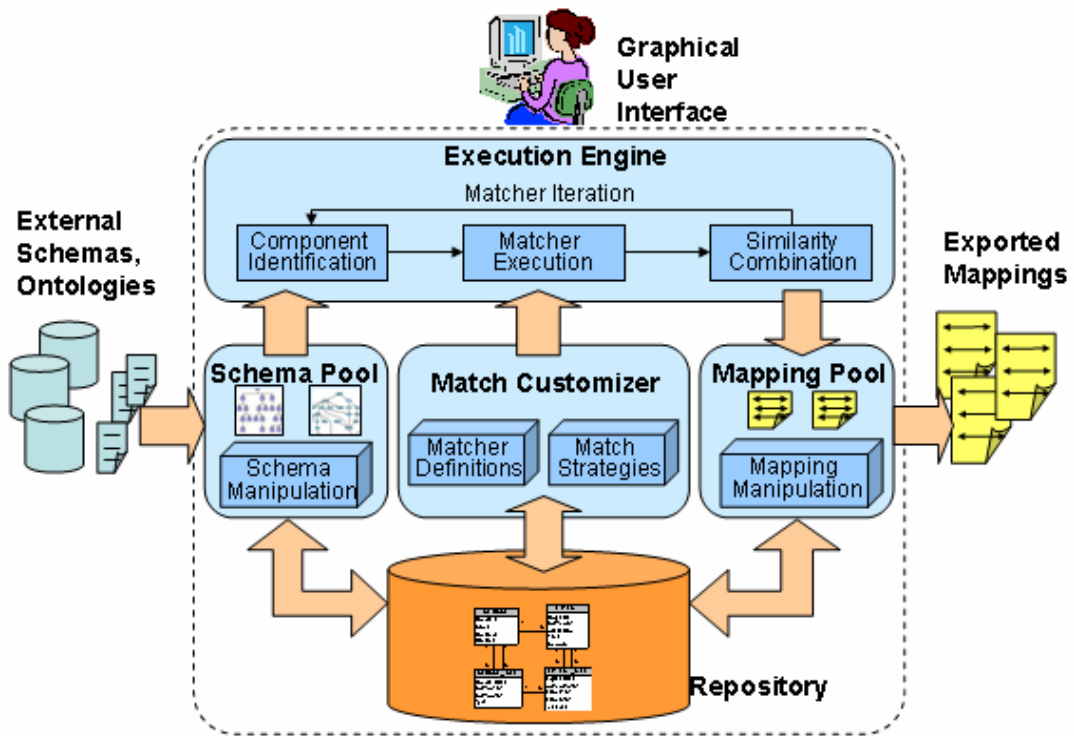 Graphical
User
Interface
Execution Engine
Matcher Iteration
External
Schemas,
Ontologies
Component
Identification
Matcher
Execution
Similarity
Combination
Exported
Mappings
Schema Pool
Match Customizer
Mapping Pool
Schema
Manipulation
Matcher
Definitions
Match
Strategies
Mapping
Manipulation
Repository